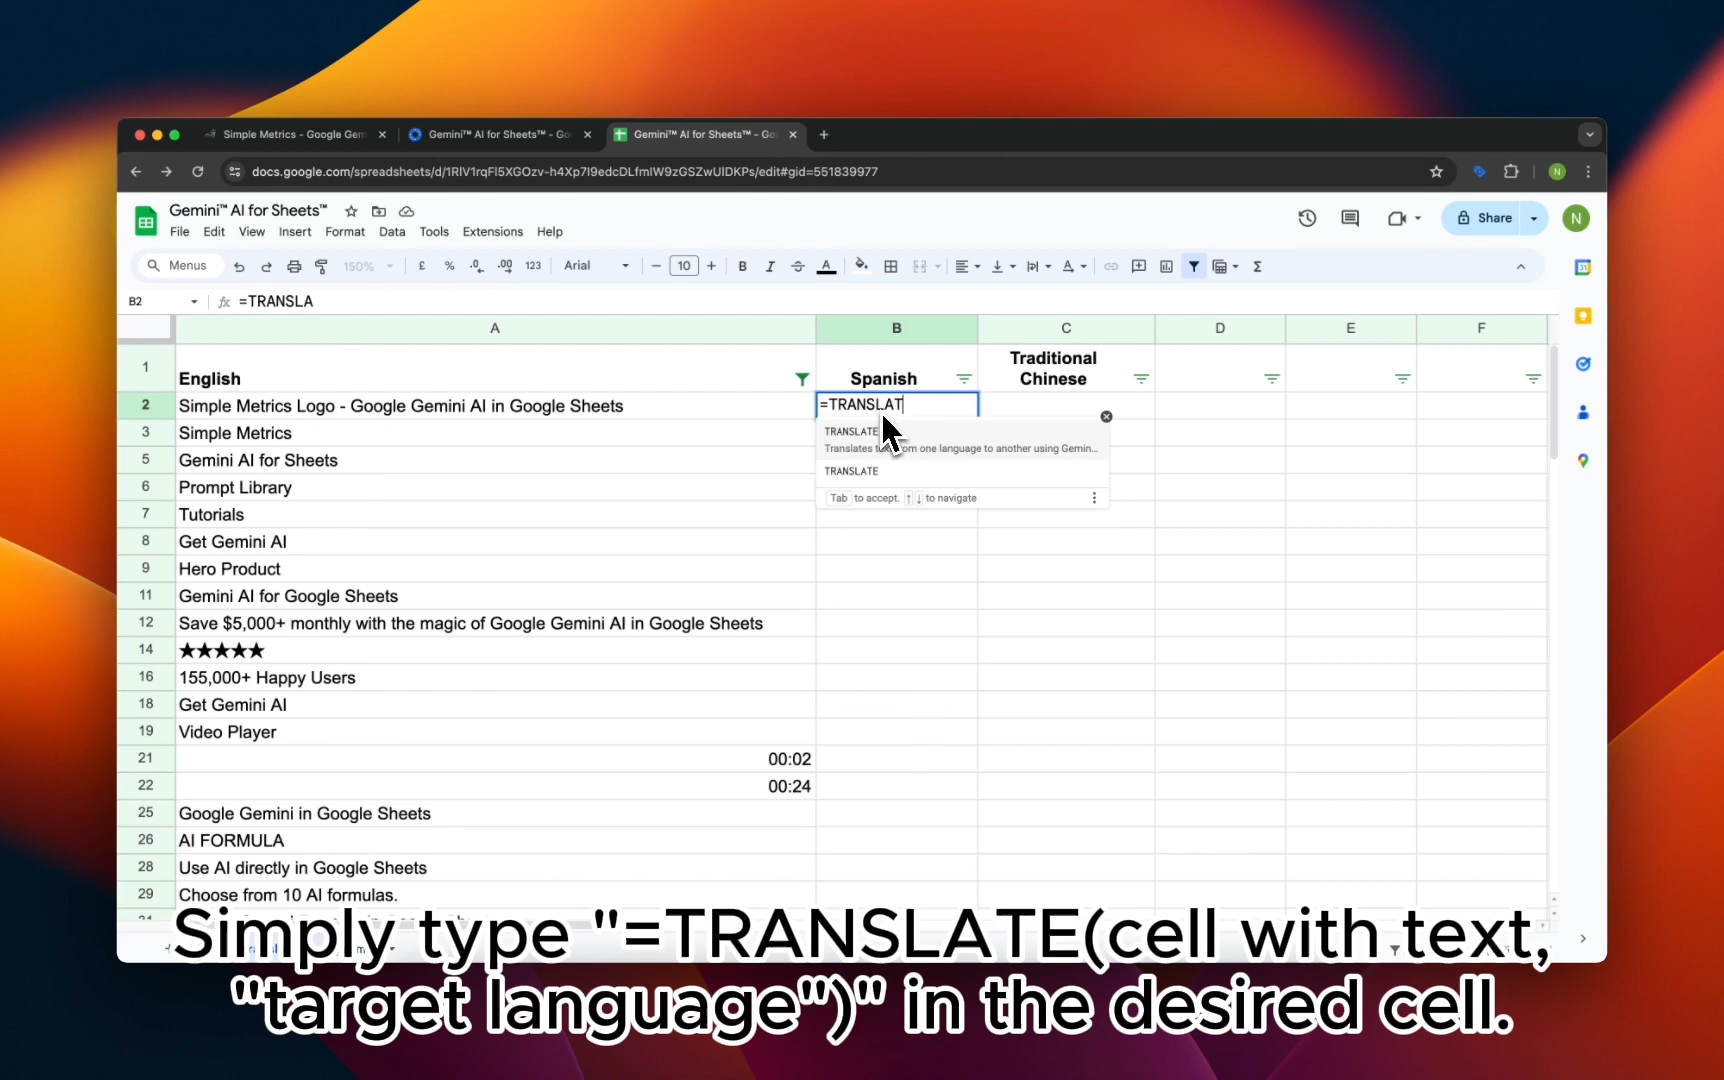 Simple Metrics - Google Gem
Gemini™ AI for Sheets™ - Go
Gemini™ AI for Sheets™ - Go
docs.google.com/spreadsheets/d/1RlV1rqFl5XGOzv-h4Xp7I9edcDLfmIW9zGSZwUIDKPs/edit#gid=551839977
Gemini™ AI for Sheets™
File Edit View Insert Format Data Tools Extensions Help
Share
N
N
Menus 150% £ % .0 .00 123 Arial 10 B I S A
B2 fx =TRANSLA
A B C D E F
1 English Spanish Traditional Chinese
2 Simple Metrics Logo - Google Gemini AI in Google Sheets =TRANSLAT
3 Simple Metrics
TRANSLATE
Translates from one language to another using Gemin...
TRANSLATE
Tab to accept. ↑ ↓ to navigate
5 Gemini AI for Sheets
6 Prompt Library
7 Tutorials
8 Get Gemini AI
9 Hero Product
11 Gemini AI for Google Sheets
12 Save $5,000+ monthly with the magic of Google Gemini AI in Google Sheets
14 ★★★★★
16 155,000+ Happy Users
18 Get Gemini AI
19 Video Player
21 00:02
22 00:24
25 Google Gemini in Google Sheets
26 AI FORMULA
28 Use AI directly in Google Sheets
29 Choose from 10 AI formulas.
Simply type "=TRANSLATE(cell with text,
"target language")" in the desired cell.